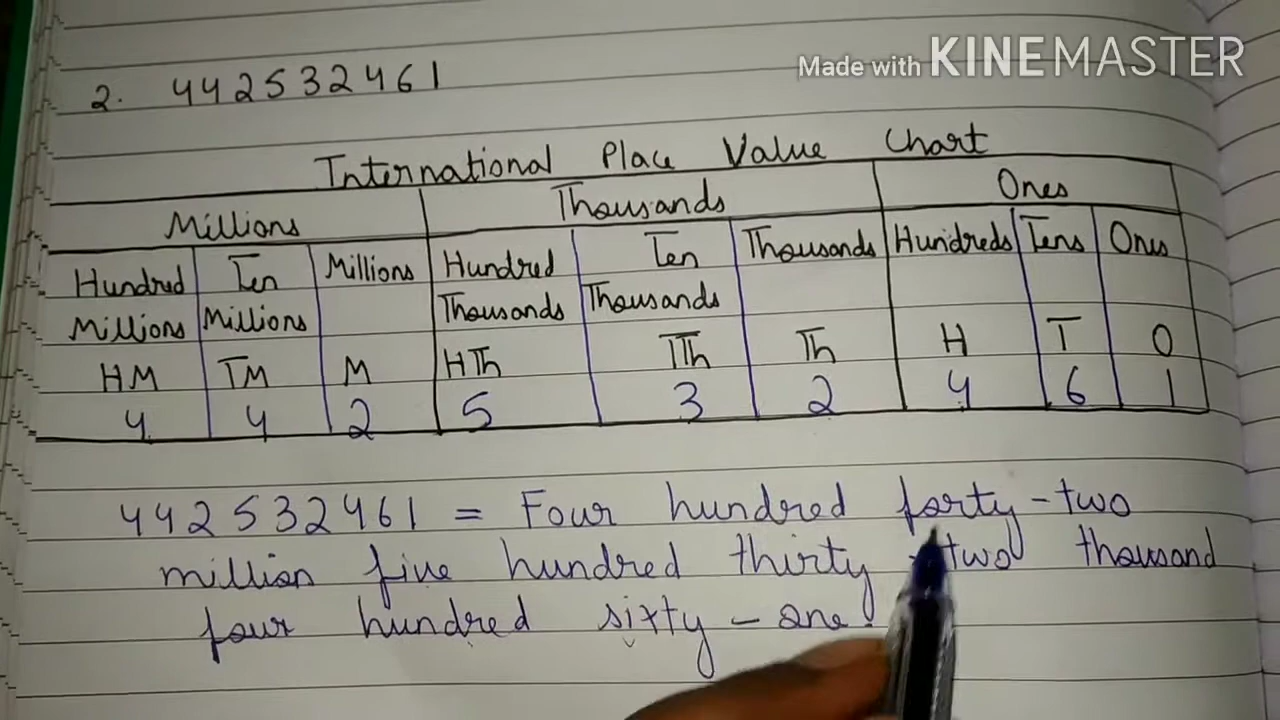 Made with KINEMASTER
2. 442532461
International Place Value Chart
Millions Thousands Ones
Hundred Ten Millions Hundred Ten Thousands Hundreds Tens Ones
Millions Millions Thousands Thousands
HM TM M HTh TTh Th H T O
4 4 2 5 3 2 4 6 1
442532461 = Four hundred forty-two
million five hundred thirty-two thousand
four hundred sixty-one.